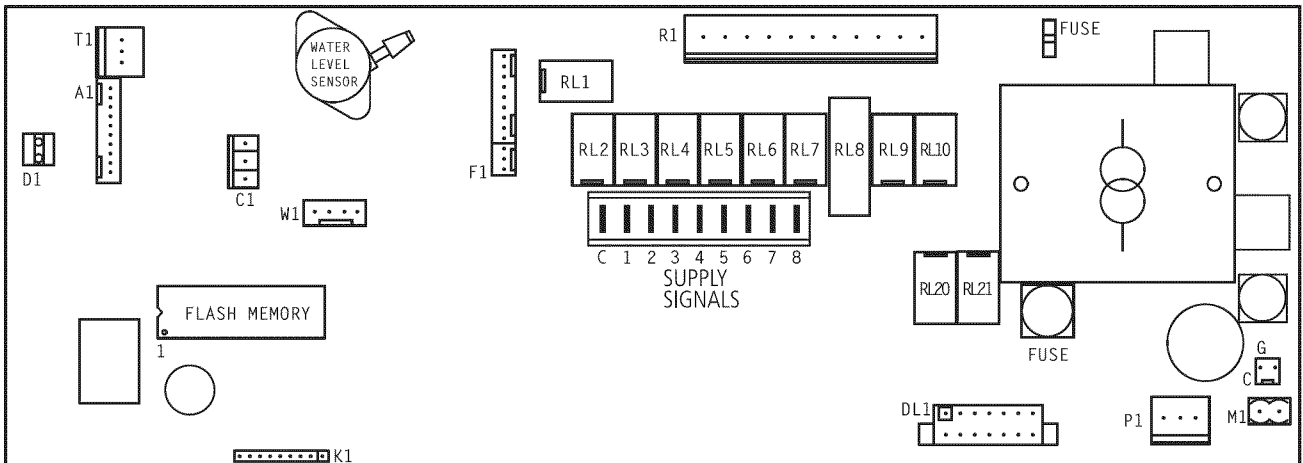 T1
WATER
LEVEL
SENSOR
R1
FUSE
A1
RL1
D1
C1
F1
RL2 RL3 RL4 RL5 RL6 RL7 RL8 RL9 RL10
W1
C 1 2 3 4 5 6 7 8
SUPPLY
SIGNALS
RL20 RL21
FLASH MEMORY
1
FUSE
G
C
DL1
P1
M1
K1